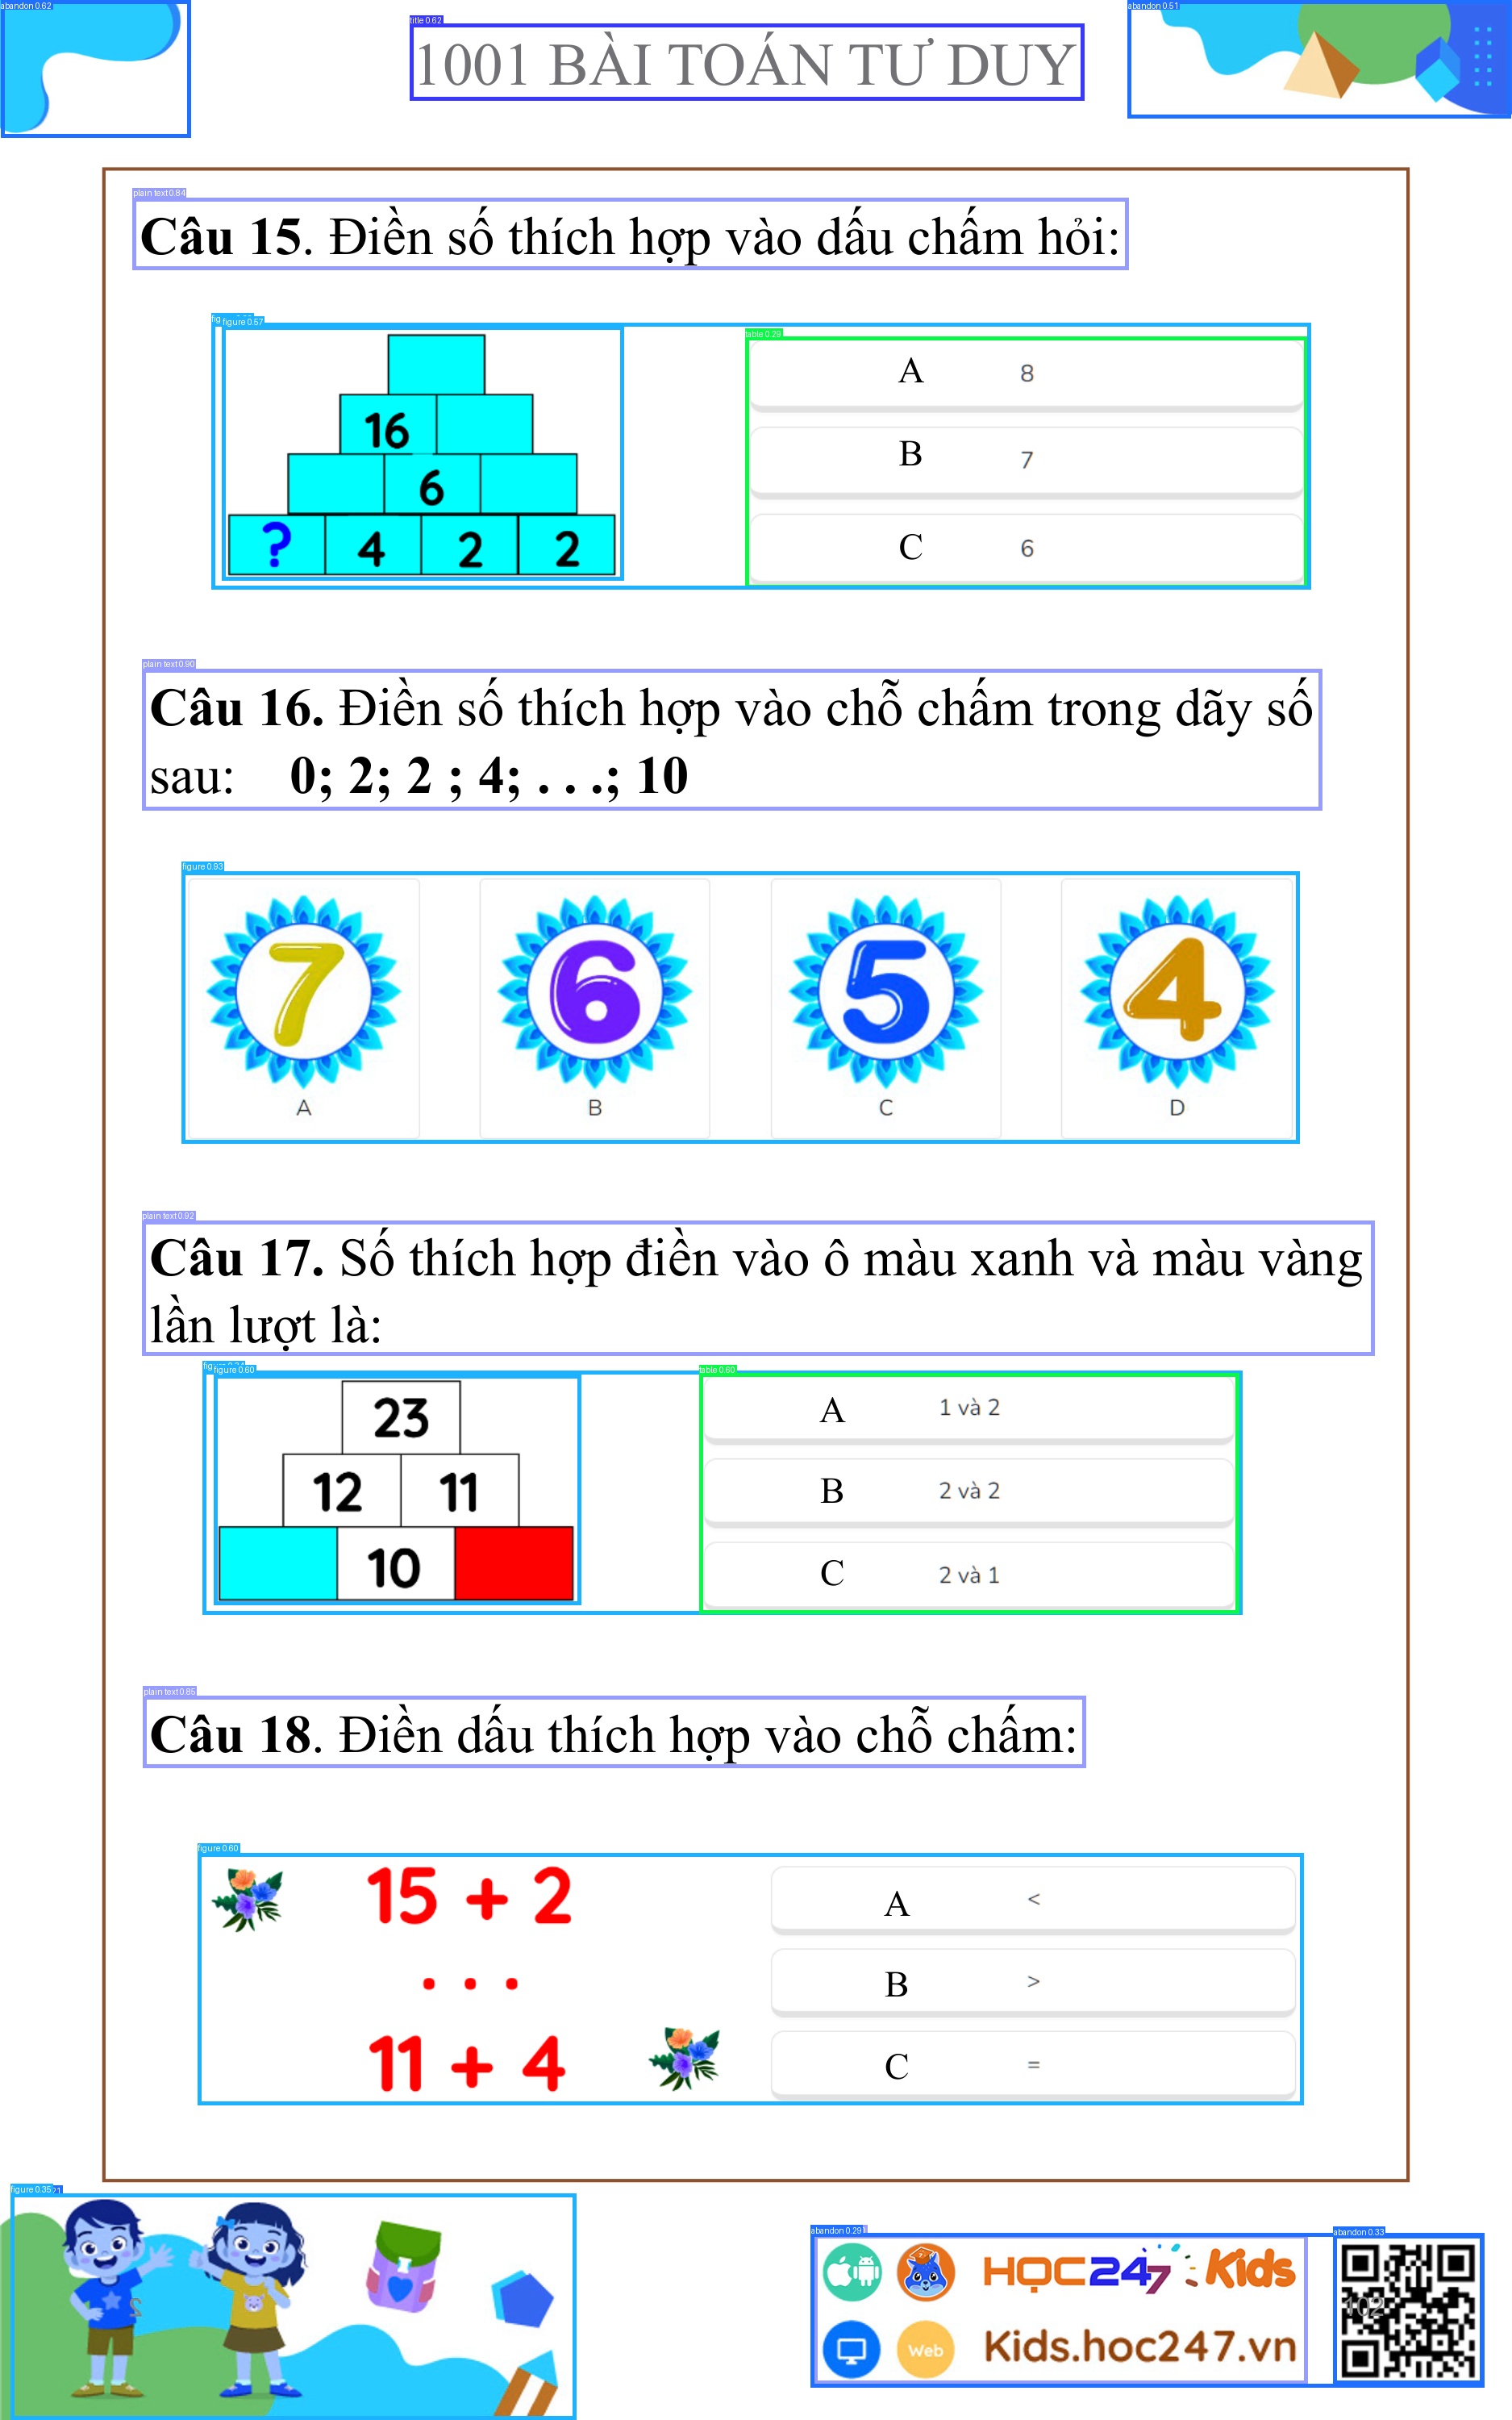 abandon 0.62
title 0.62
abandon 0.51
1001 BÀI TOÁN TƯ DUY
plain text 0.84
Câu 15. Điền số thích hợp vào dấu chấm hỏi:
figure 0.57
table 0.29
16
6
? 4 2 2
A 8
B 7
C 6
plain text 0.90
Câu 16. Điền số thích hợp vào chỗ chấm trong dãy số
sau: 0; 2; 2 ; 4; . . .; 10
figure 0.93
7 6 5 4
A B C D
plain text 0.92
Câu 17. Số thích hợp điền vào ô màu xanh và màu vàng
lần lượt là:
figure 0.60
table 0.60
23
12 11
10
A 1 và 2
B 2 và 2
C 2 và 1
plain text 0.85
Câu 18. Điền dấu thích hợp vào chỗ chấm:
figure 0.60
15 + 2
. . .
11 + 4
A <
B >
C =
figure 0.35
2
abandon 0.29
abandon 0.33
HỌC247 Kids
Web
Kids.hoc247.vn
102